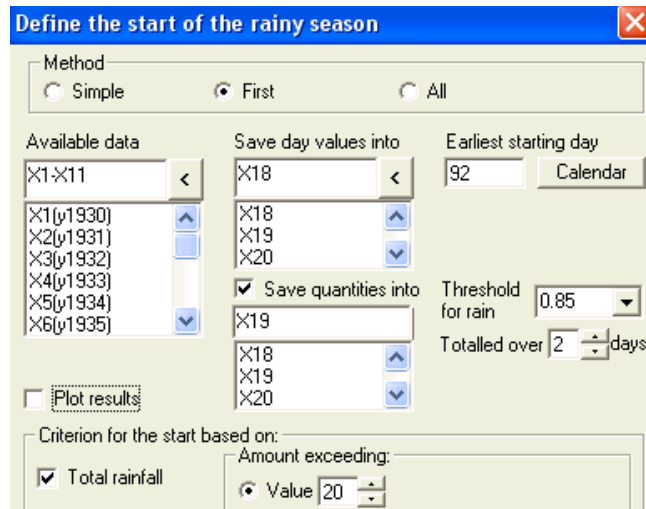 Define the start of the rainy season
Method
Simple First All
Available data Save day values into Earliest starting day
X1-X11 < X18 < 92 Calendar
X1(y1930) X18
X2(y1931) X19
X3(y1932) X20
X4(y1933) Save quantities into Threshold for rain 0.85
X5(y1934) X19
X6(y1935) Totalled over 2 days
X18
X19
Plot results X20
Criterion for the start based on:
Amount exceeding:
Total rainfall Value 20